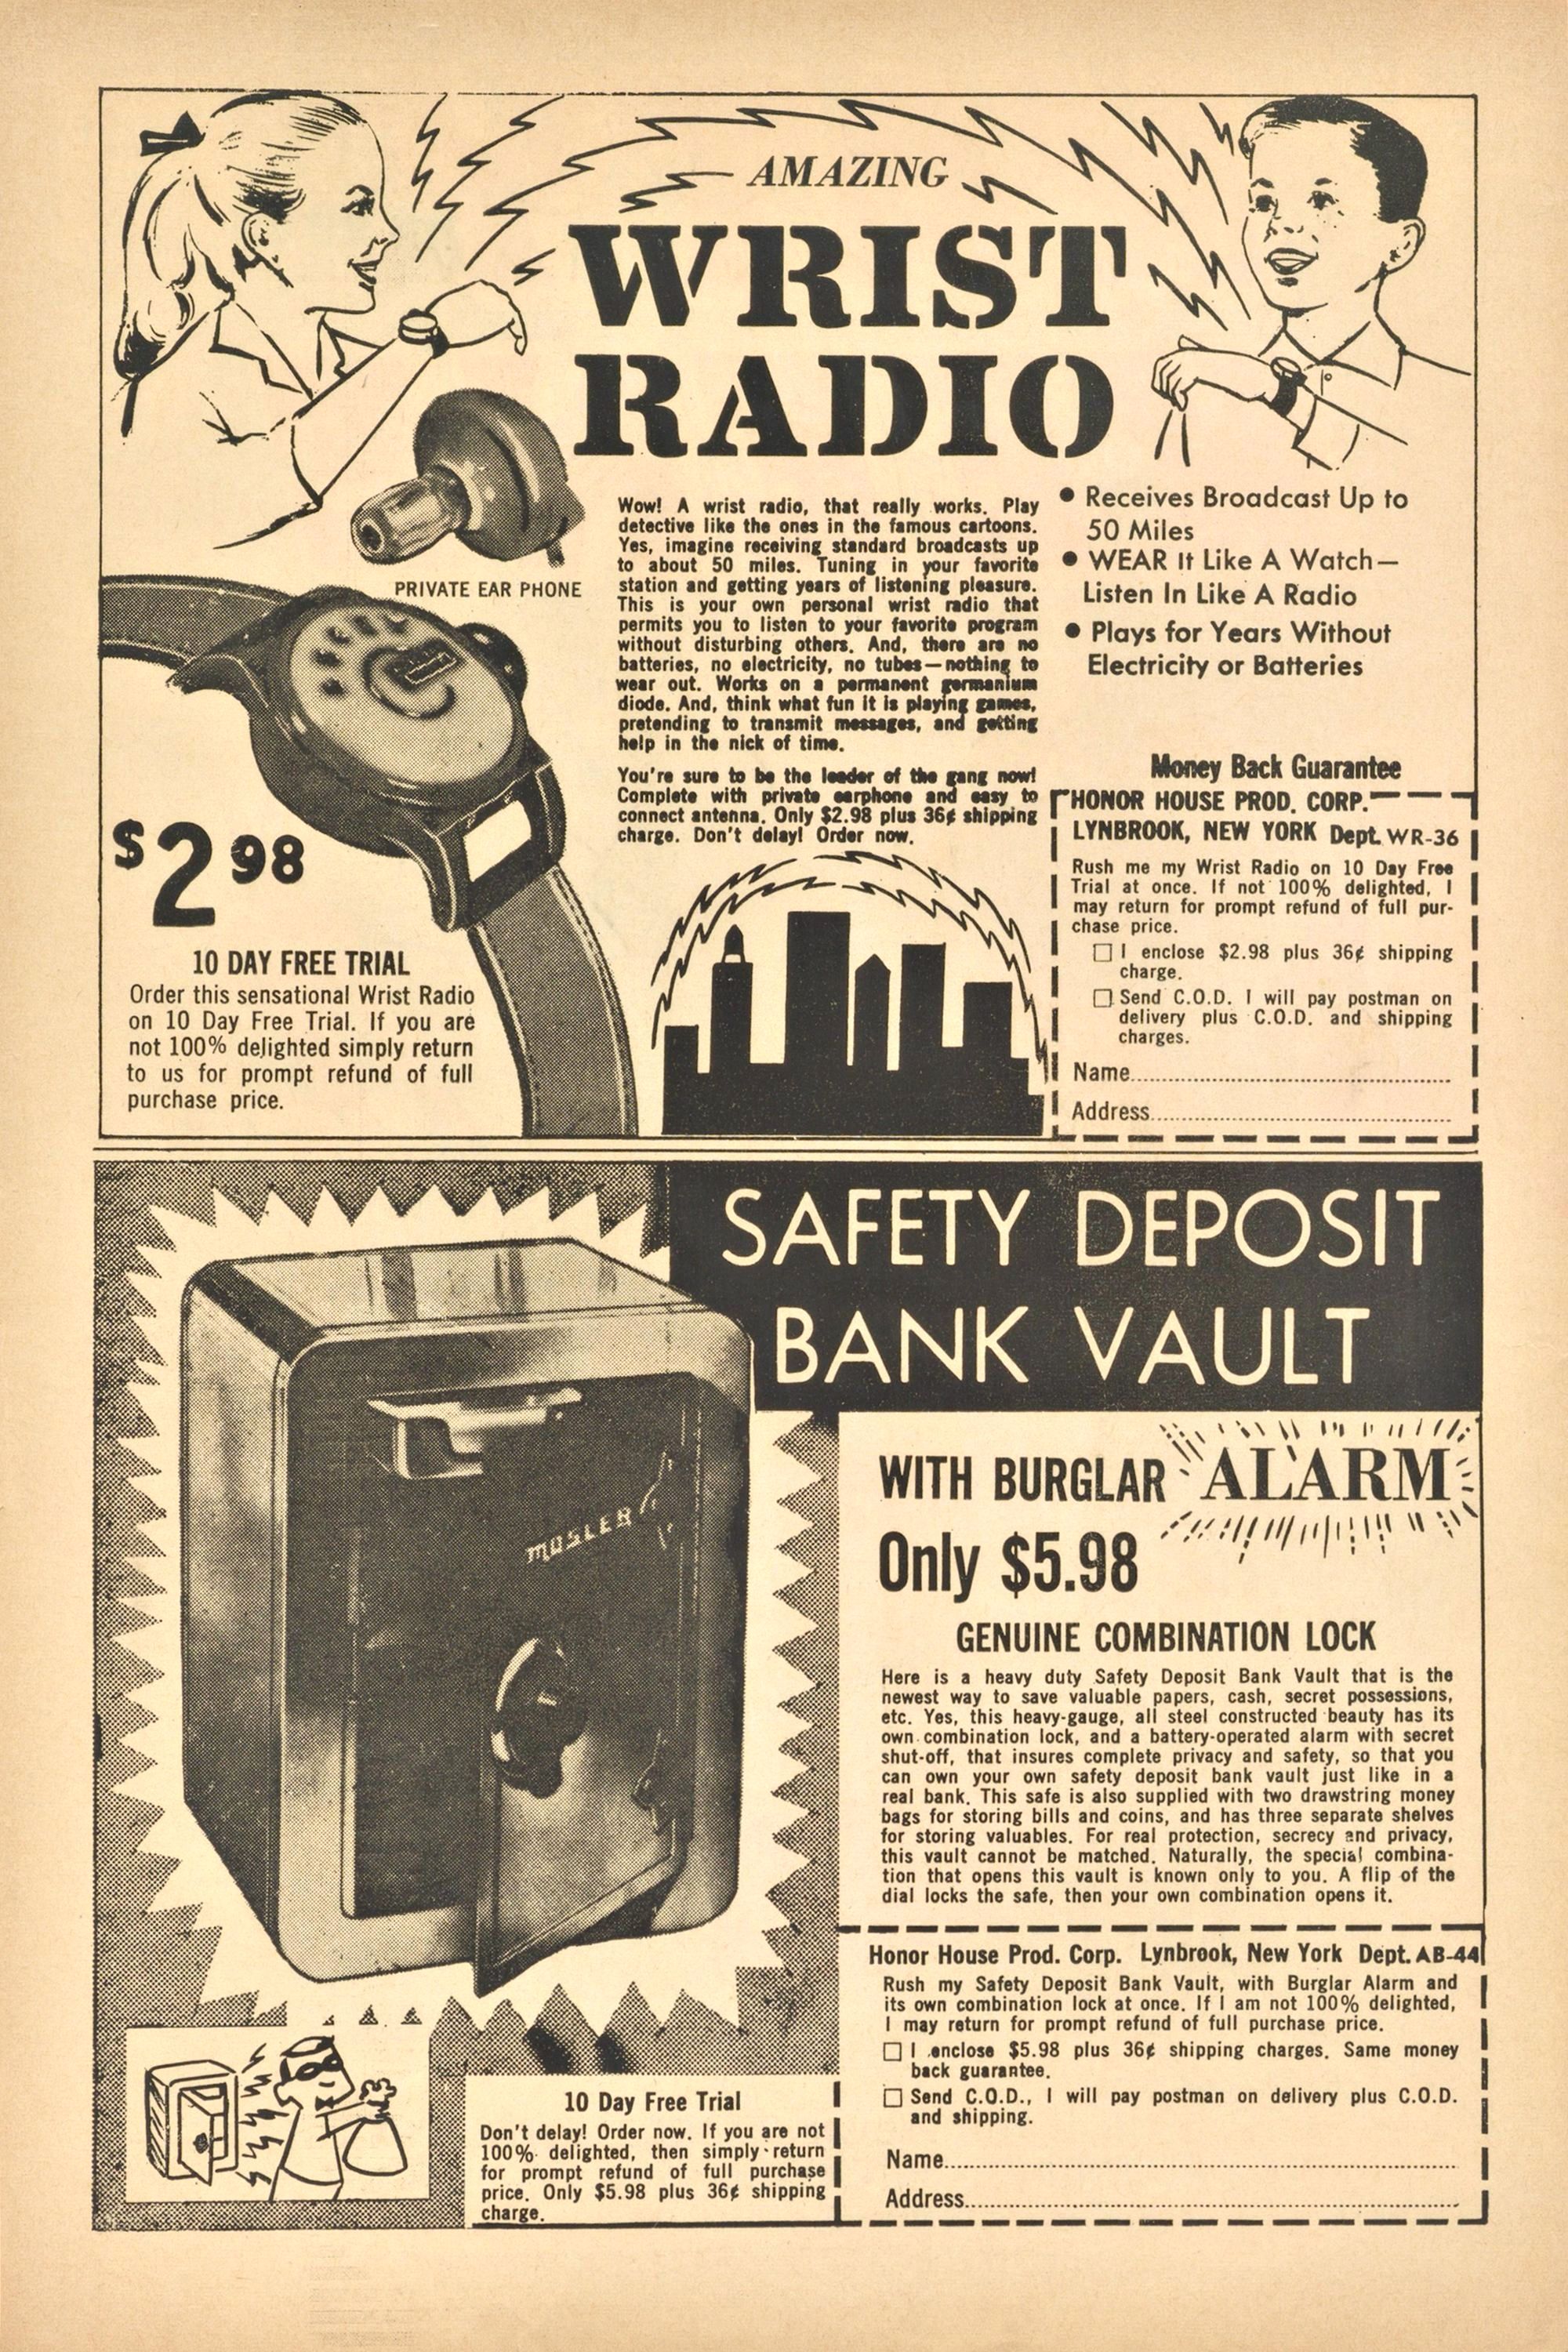 AMAZING
WRIST
RADIO
PRIVATE EAR PHONE
Wow! A wrist radio, that really works. Play
detective like the ones in the famous cartoons.
Yes, imagine receiving standard broadcasts up
to about 50 miles. Tuning in your favorite
station and getting years of listening pleasure.
This is your own personal wrist radio that
permits you to listen to your favorite program
without disturbing others. And, there are no
batteries, no electricity, no tubes—nothing to
wear out. Works on a permanent germanium
diode. And, think what fun it is playing games,
pretending to transmit messages, and getting
help in the nick of time.
You're sure to be the leader of the gang now!
Complete with private earphone and easy to
connect antenna. Only $2.98 plus 36¢ shipping
charge. Don't delay! Order now.
● Receives Broadcast Up to
50 Miles
● WEAR It Like A Watch—
Listen In Like A Radio
● Plays for Years Without
Electricity or Batteries
$2 98
10 DAY FREE TRIAL
Order this sensational Wrist Radio
on 10 Day Free Trial. If you are
not 100% delighted simply return
to us for prompt refund of full
purchase price.
Money Back Guarantee
HONOR HOUSE PROD. CORP.
LYNBROOK, NEW YORK Dept. WR-36
Rush me my Wrist Radio on 10 Day Free
Trial at once. If not 100% delighted, I
may return for prompt refund of full pur-
chase price.
□ I enclose $2.98 plus 36¢ shipping
charge.
□ Send C.O.D. I will pay postman on
delivery plus C.O.D. and shipping
charges.
Name
Address
SAFETY DEPOSIT
BANK VAULT
MOSLER
WITH BURGLAR ALARM
Only $5.98
GENUINE COMBINATION LOCK
Here is a heavy duty Safety Deposit Bank Vault that is the
newest way to save valuable papers, cash, secret possessions,
etc. Yes, this heavy-gauge, all steel constructed beauty has its
own combination lock, and a battery-operated alarm with secret
shut-off, that insures complete privacy and safety, so that you
can own your own safety deposit bank vault just like in a
real bank. This safe is also supplied with two drawstring money
bags for storing bills and coins, and has three separate shelves
for storing valuables. For real protection, secrecy and privacy,
this vault cannot be matched. Naturally, the special combina-
tion that opens this vault is known only to you. A flip of the
dial locks the safe, then your own combination opens it.
10 Day Free Trial
Don't delay! Order now. If you are not
100% delighted, then simply return
for prompt refund of full purchase
price. Only $5.98 plus 36¢ shipping
charge.
Honor House Prod. Corp. Lynbrook, New York Dept. AB-44
Rush my Safety Deposit Bank Vault, with Burglar Alarm and
its own combination lock at once. If I am not 100% delighted,
I may return for prompt refund of full purchase price.
□ I enclose $5.98 plus 36¢ shipping charges. Same money
back guarantee.
□ Send C.O.D., I will pay postman on delivery plus C.O.D.
and shipping.
Name
Address